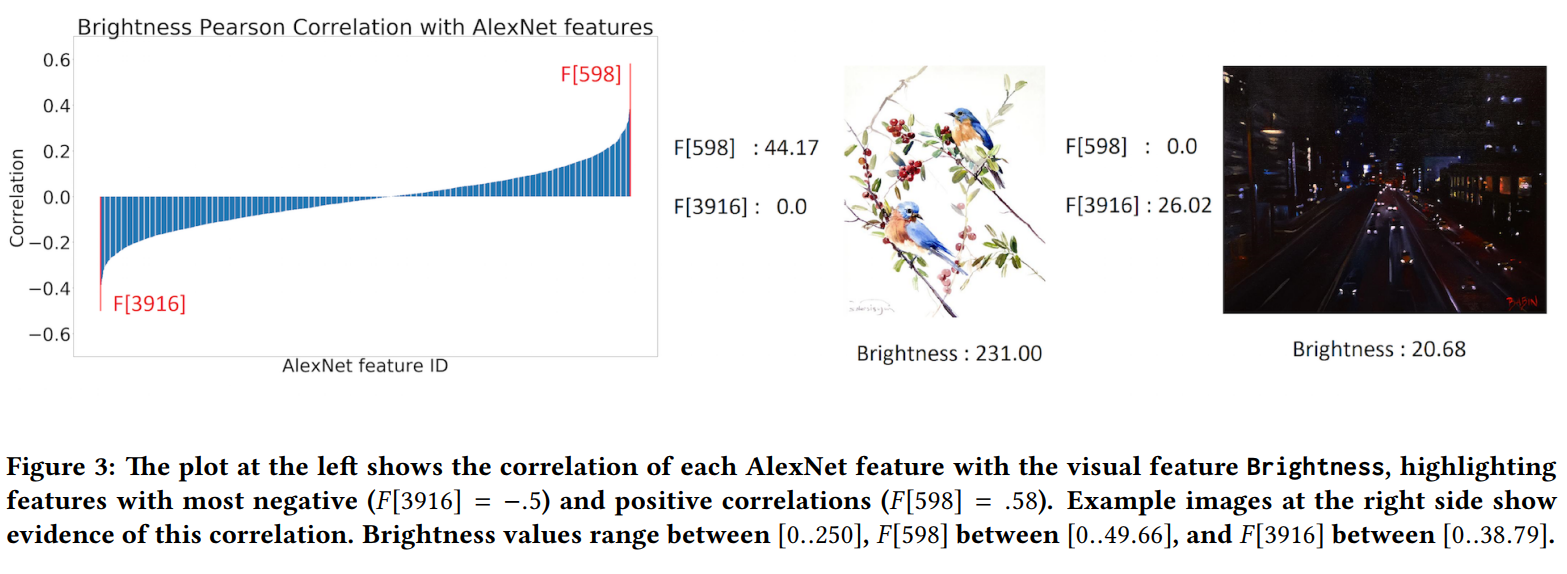 Brightness Pearson Correlation with AlexNet features
0.6
0.4
0.2
0.0
−0.2
−0.4
−0.6
Correlation
F[598]
F[3916]
AlexNet feature ID
F[598] : 44.17
F[3916] : 0.0
Brightness : 231.00
F[598] : 0.0
F[3916] : 26.02
Brightness : 20.68
Figure 3: The plot at the left shows the correlation of each AlexNet feature with the visual feature Brightness, highlighting
features with most negative (F[3916] = −.5) and positive correlations (F[598] = .58). Example images at the right side show
evidence of this correlation. Brightness values range between [0..250], F[598] between [0..49.66], and F[3916] between [0..38.79].